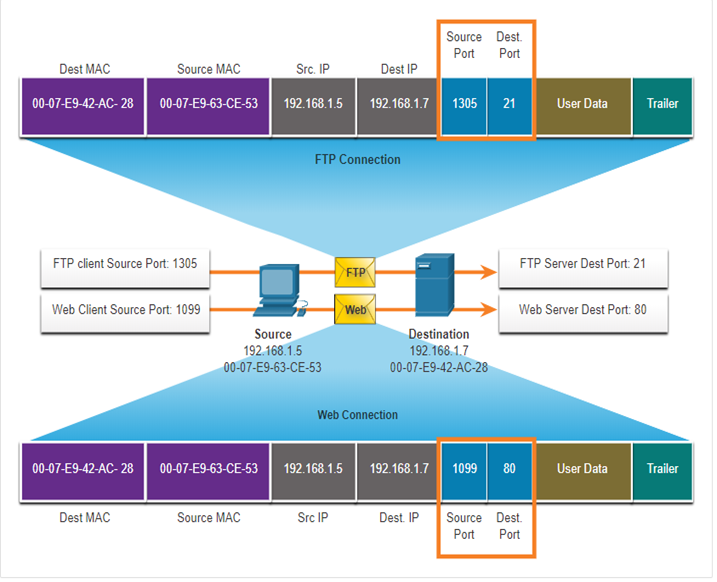 Source Dest.
Port Port
Dest MAC Source MAC Src. IP Dest IP
00-07-E9-42-AC- 28 00-07-E9-63-CE-53 192.168.1.5 192.168.1.7 1305 21 User Data Trailer
FTP Connection
FTP client Source Port: 1305 FTP FTP Server Dest Port: 21
Web Client Source Port: 1099 Web Web Server Dest Port: 80
Source Destination
192.168.1.5 192.168.1.7
00-07-E9-63-CE-53 00-07-E9-42-AC-28
Web Connection
00-07-E9-42-AC- 28 00-07-E9-63-CE-53 192.168.1.5 192.168.1.7 1099 80 User Data Trailer
Dest MAC Source MAC Src IP Dest. IP Source Dest.
Port Port